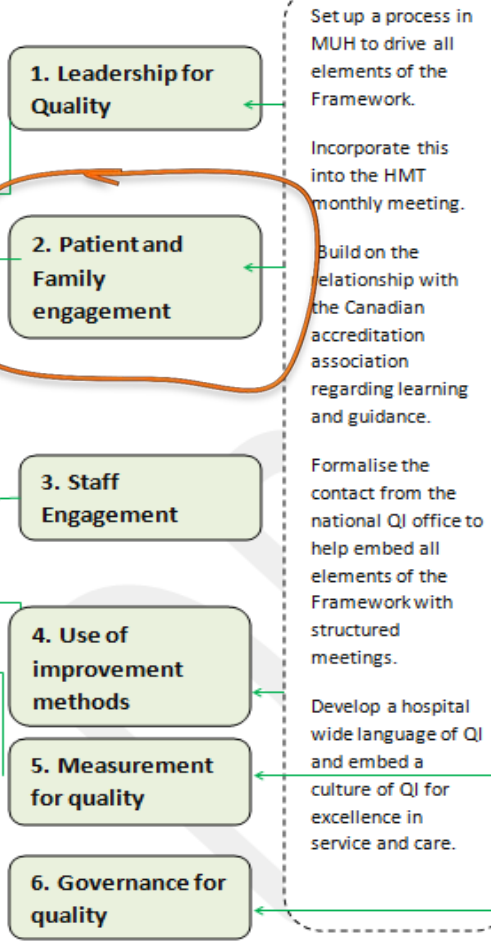 1. Leadership for
Quality
2. Patient and
Family
engagement
3. Staff
Engagement
4. Use of
improvement
methods
5. Measurement
for quality
6. Governance for
quality
Set up a process in
MUH to drive all
elements of the
Framework.
Incorporate this
into the HMT
monthly meeting.
Build on the
relationship with
the Canadian
accreditation
association
regarding learning
and guidance.
Formalise the
contact from the
national QI office to
help embed all
elements of the
Framework with
structured
meetings.
Develop a hospital
wide language of QI
and embed a
culture of QI for
excellence in
service and care.